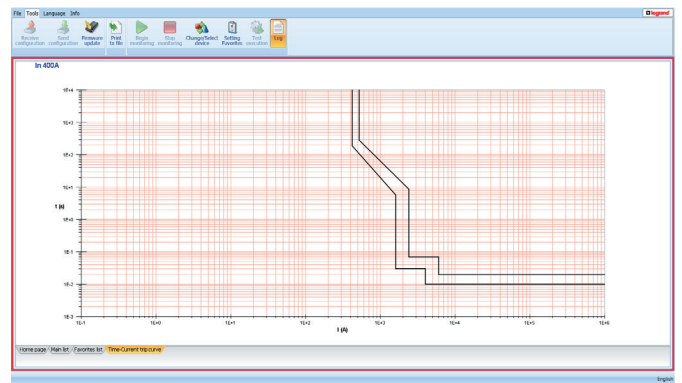 File Tools Language Info
legrand
Receive configuration
Send configuration
Firmware update
Print to file
Begin monitoring
Stop monitoring
Change/Select device
Setting Favorites
Test execution
Log
In 400A
1E+4
1E+3
1E+2
1E+1
t (s)
1E+0
1E-1
1E-2
1E-3
1E-1 1E+0 1E+1 1E+2 1E+3 1E+4 1E+5 1E+6
I (A)
Home page Main list Favorites list Time-Current trip curve
English